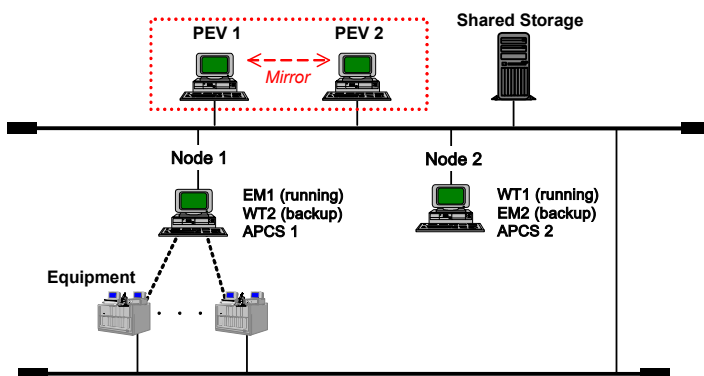 PEV 1
PEV 2
Shared Storage
Mirror
Node 1
Node 2
EM1 (running)
WT2 (backup)
APCS 1
WT1 (running)
EM2 (backup)
APCS 2
Equipment
. . .